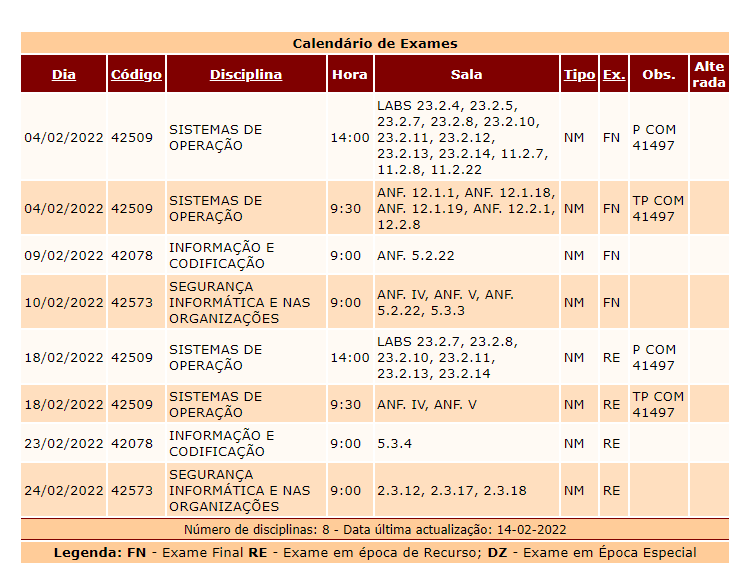 Calendário de Exames
Dia Código Disciplina Hora Sala Tipo Ex. Obs. Alte
rada
LABS 23.2.4, 23.2.5,
23.2.7, 23.2.8, 23.2.10,
04/02/2022 42509 SISTEMAS DE OPERAÇÃO 14:00 23.2.11, 23.2.12, NM FN P COM 41497
23.2.13, 23.2.14, 11.2.7,
11.2.8, 11.2.22
ANF. 12.1.1, ANF. 12.1.18,
04/02/2022 42509 SISTEMAS DE OPERAÇÃO 9:30 ANF. 12.1.19, ANF. 12.2.1, NM FN TP COM 41497
12.2.8
09/02/2022 42078 INFORMAÇÃO E CODIFICAÇÃO 9:00 ANF. 5.2.22 NM FN
SEGURANÇA
10/02/2022 42573 INFORMÁTICA E NAS 9:00 ANF. IV, ANF. V, ANF. 5.2.22, 5.3.3 NM FN
ORGANIZAÇÕES
LABS 23.2.7, 23.2.8,
18/02/2022 42509 SISTEMAS DE OPERAÇÃO 14:00 23.2.10, 23.2.11, NM RE P COM 41497
23.2.13, 23.2.14
18/02/2022 42509 SISTEMAS DE OPERAÇÃO 9:30 ANF. IV, ANF. V NM RE TP COM 41497
23/02/2022 42078 INFORMAÇÃO E CODIFICAÇÃO 9:00 5.3.4 NM RE
SEGURANÇA
24/02/2022 42573 INFORMÁTICA E NAS 9:00 2.3.12, 2.3.17, 2.3.18 NM RE
ORGANIZAÇÕES
Número de disciplinas: 8 - Data última actualização: 14-02-2022
Legenda: FN - Exame Final RE - Exame em época de Recurso; DZ - Exame em Época Especial